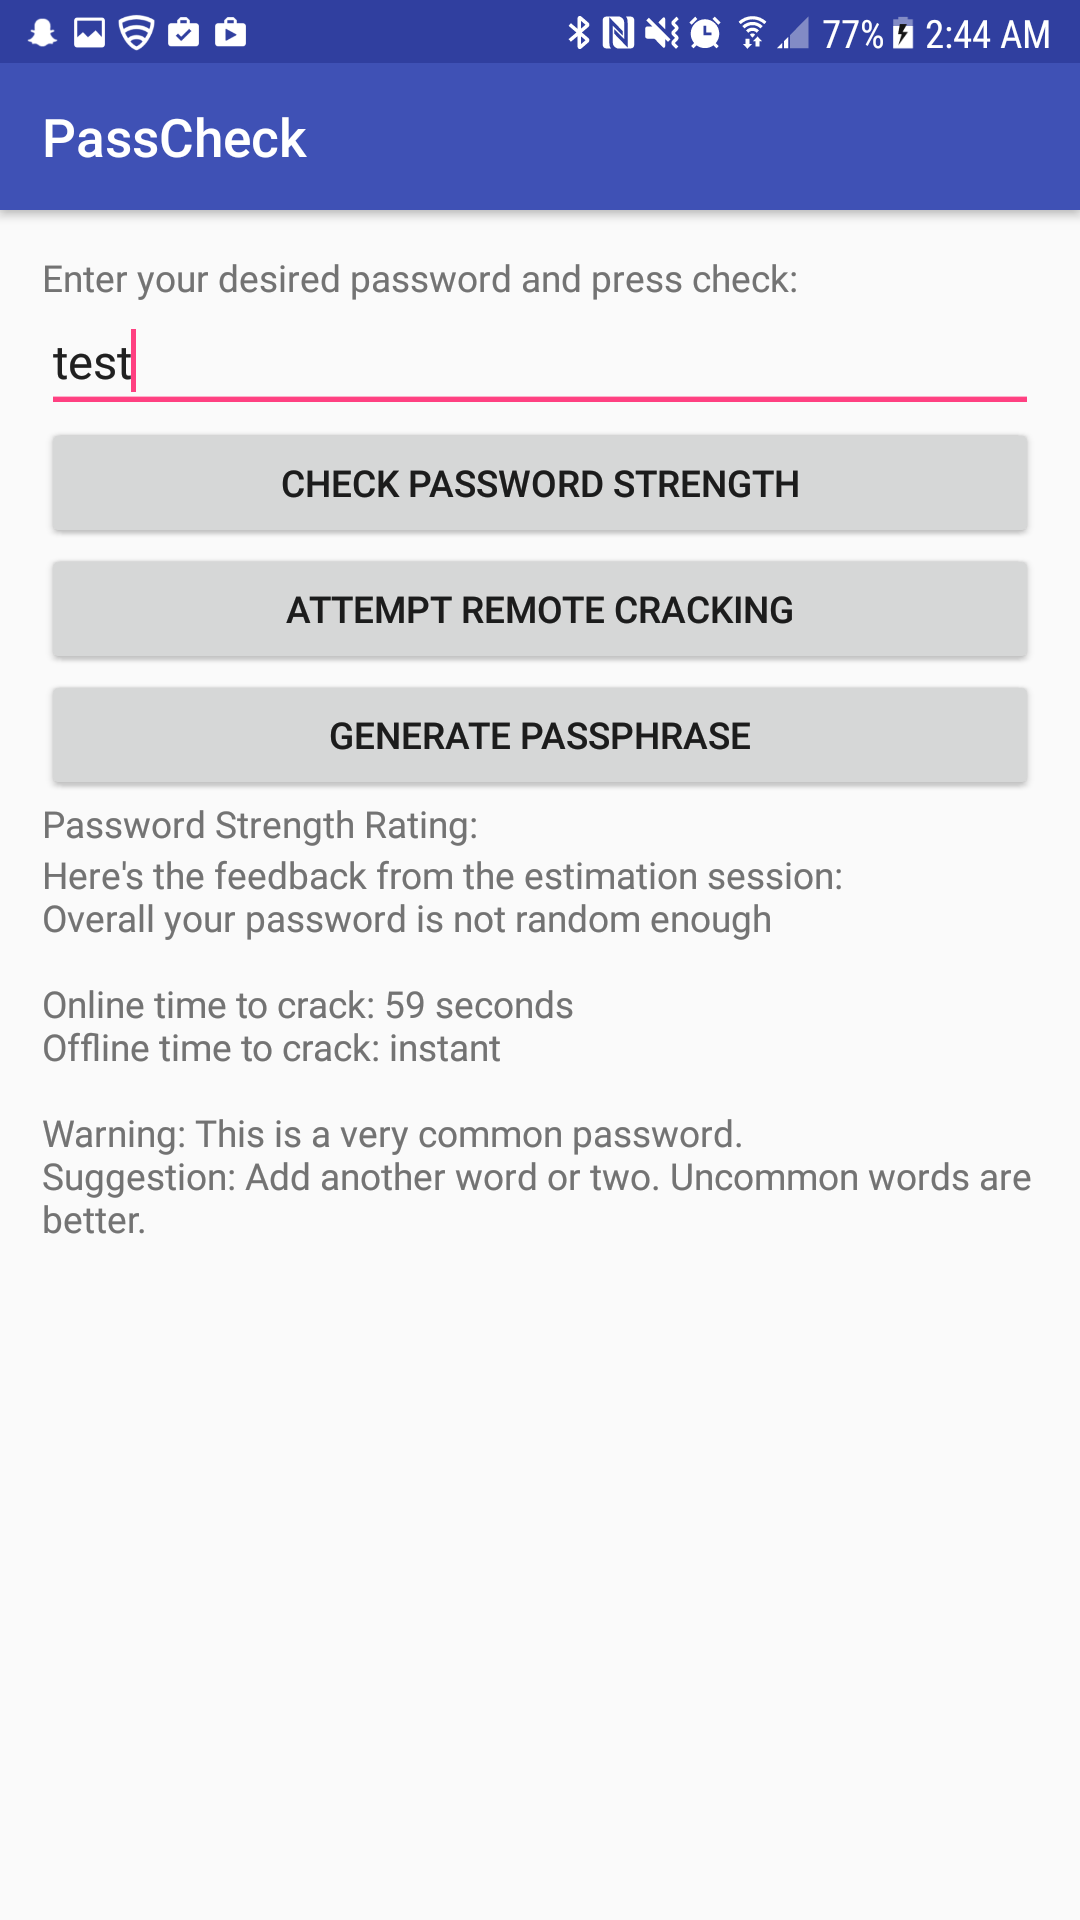 77% 2:44 AM
PassCheck
Enter your desired password and press check:
test
CHECK PASSWORD STRENGTH
ATTEMPT REMOTE CRACKING
GENERATE PASSPHRASE
Password Strength Rating:
Here's the feedback from the estimation session:
Overall your password is not random enough
Online time to crack: 59 seconds
Offline time to crack: instant
Warning: This is a very common password.
Suggestion: Add another word or two. Uncommon words are
better.